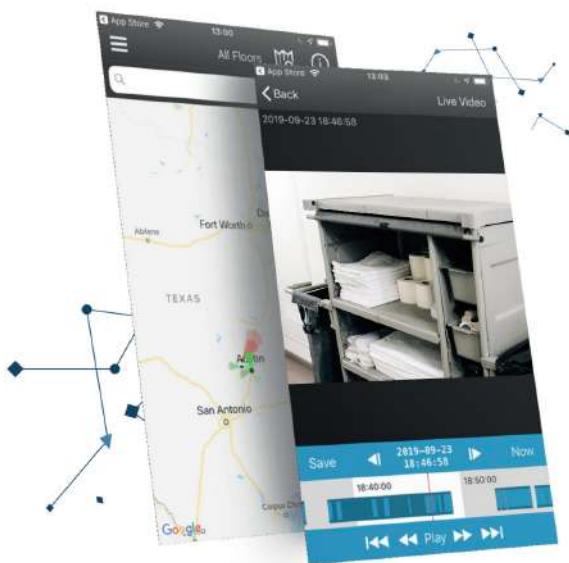 App Store
13:00
All Floors
Abilene
Fort Worth
TEXAS
Austin
San Antonio
Corpus
Google
App Store
13:03
Back
Live Video
2019-09-23 18:46:58
Save
2019-09-23
18:46:58
Now
18:40:00
18:50:00
Play